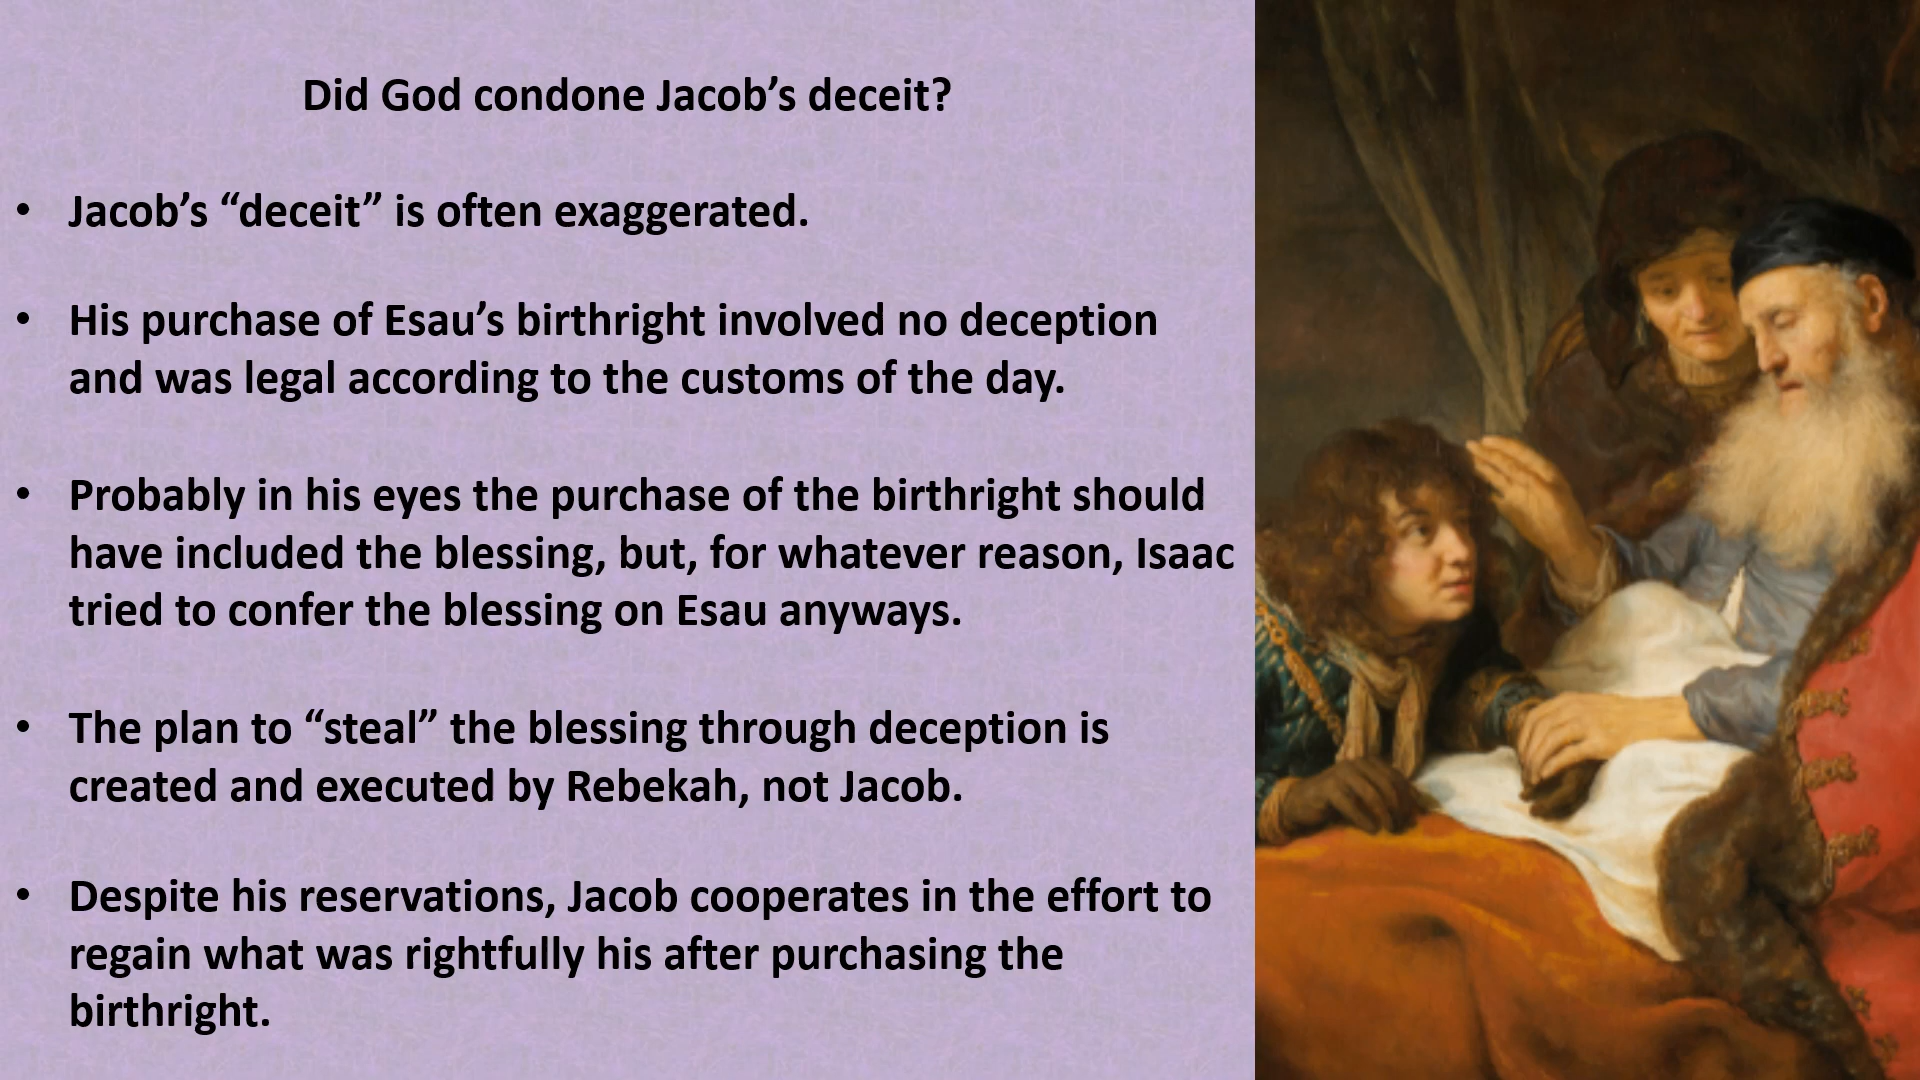 Did God condone Jacob’s deceit?
• Jacob’s “deceit” is often exaggerated.
• His purchase of Esau’s birthright involved no deception
and was legal according to the customs of the day.
• Probably in his eyes the purchase of the birthright should
have included the blessing, but, for whatever reason, Isaac
tried to confer the blessing on Esau anyways.
• The plan to “steal” the blessing through deception is
created and executed by Rebekah, not Jacob.
• Despite his reservations, Jacob cooperates in the effort to
regain what was rightfully his after purchasing the
birthright.